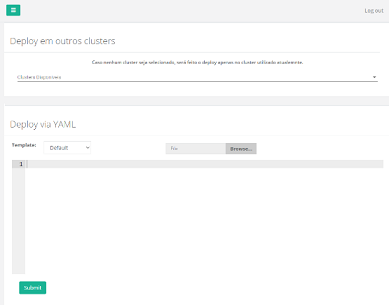 Log out
Deploy em outros clusters
Caso nenhum cluster seja selecionado, será feito o deploy apenas no cluster utilizado atualmente.
Clusters Disponíveis
Deploy via YAML
Template: Default File Browse...
1
Submit